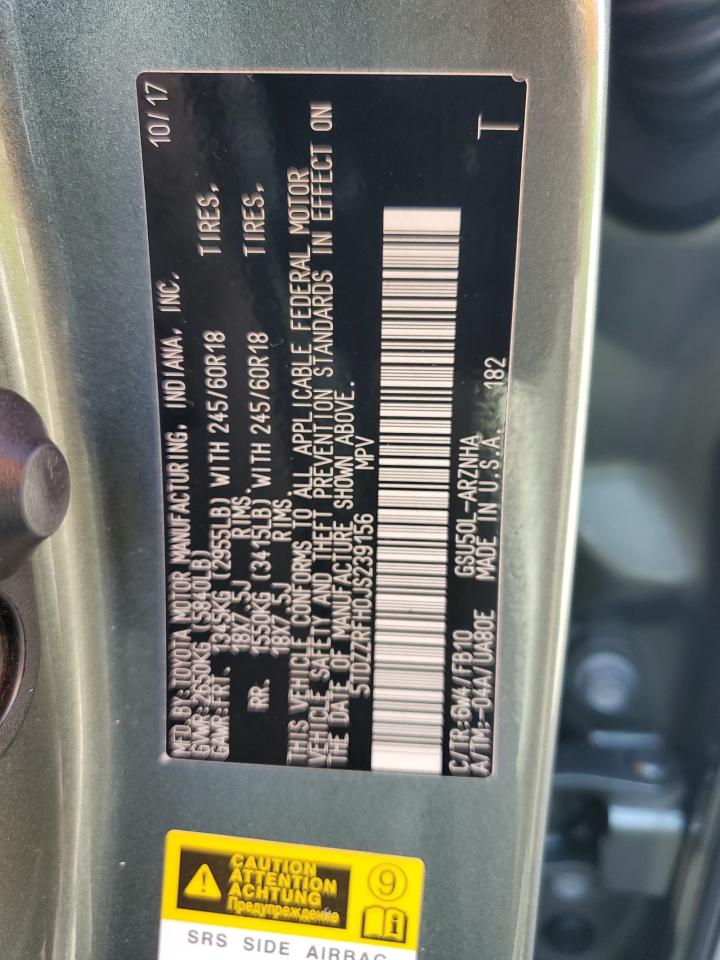 MFD BY: TOYOTA MOTOR MANUFACTURING, INDIANA, INC. 10/17
GVWR: 2650KG (5840LB)
GAWR: FRT. 1345KG (2955LB) WITH 245/60R18 TIRES,
18X7.5J RIMS.
RR. 1550KG (3415LB) WITH 245/60R18 TIRES,
18X7.5J RIMS.
THIS VEHICLE CONFORMS TO ALL APPLICABLE FEDERAL MOTOR
VEHICLE SAFETY AND THEFT PREVENTION STANDARDS IN EFFECT ON
THE DATE OF MANUFACTURE SHOWN ABOVE.
5TDZZRFH0JS239156 MPV
C/TR: 6W4/FB10 GSU50L-ARZNHA
A/TM: -04A/UA80E MADE IN U.S.A. 182 T
CAUTION
ATTENTION
ACHTUNG
Предупреждение
9
i
SRS SIDE AIRBAG